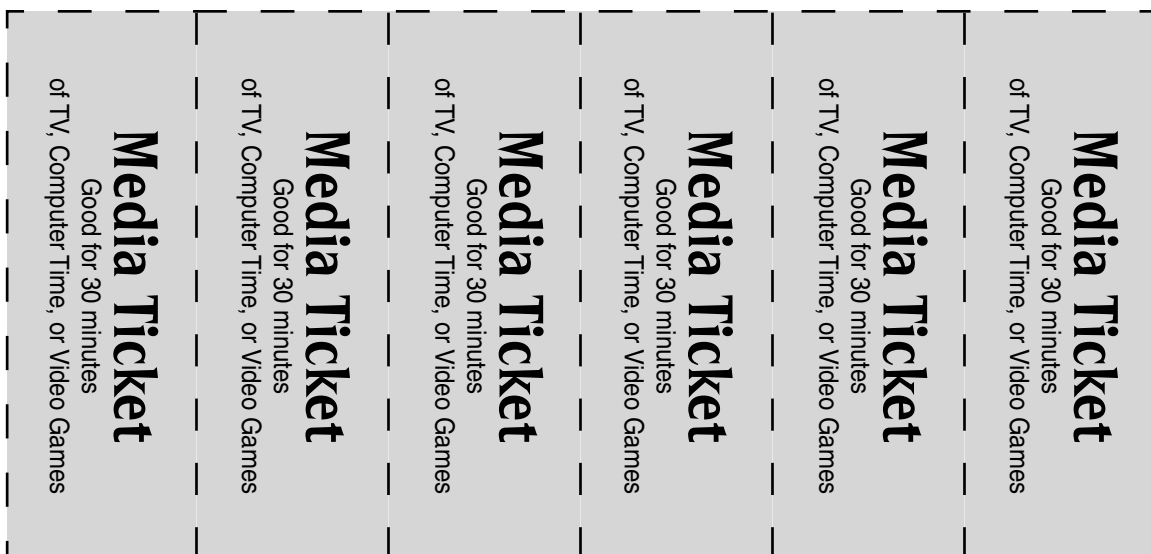 Media Ticket
Good for 30 minutes
of TV, Computer Time, or Video Games
Media Ticket
Good for 30 minutes
of TV, Computer Time, or Video Games
Media Ticket
Good for 30 minutes
of TV, Computer Time, or Video Games
Media Ticket
Good for 30 minutes
of TV, Computer Time, or Video Games
Media Ticket
Good for 30 minutes
of TV, Computer Time, or Video Games
Media Ticket
Good for 30 minutes
of TV, Computer Time, or Video Games